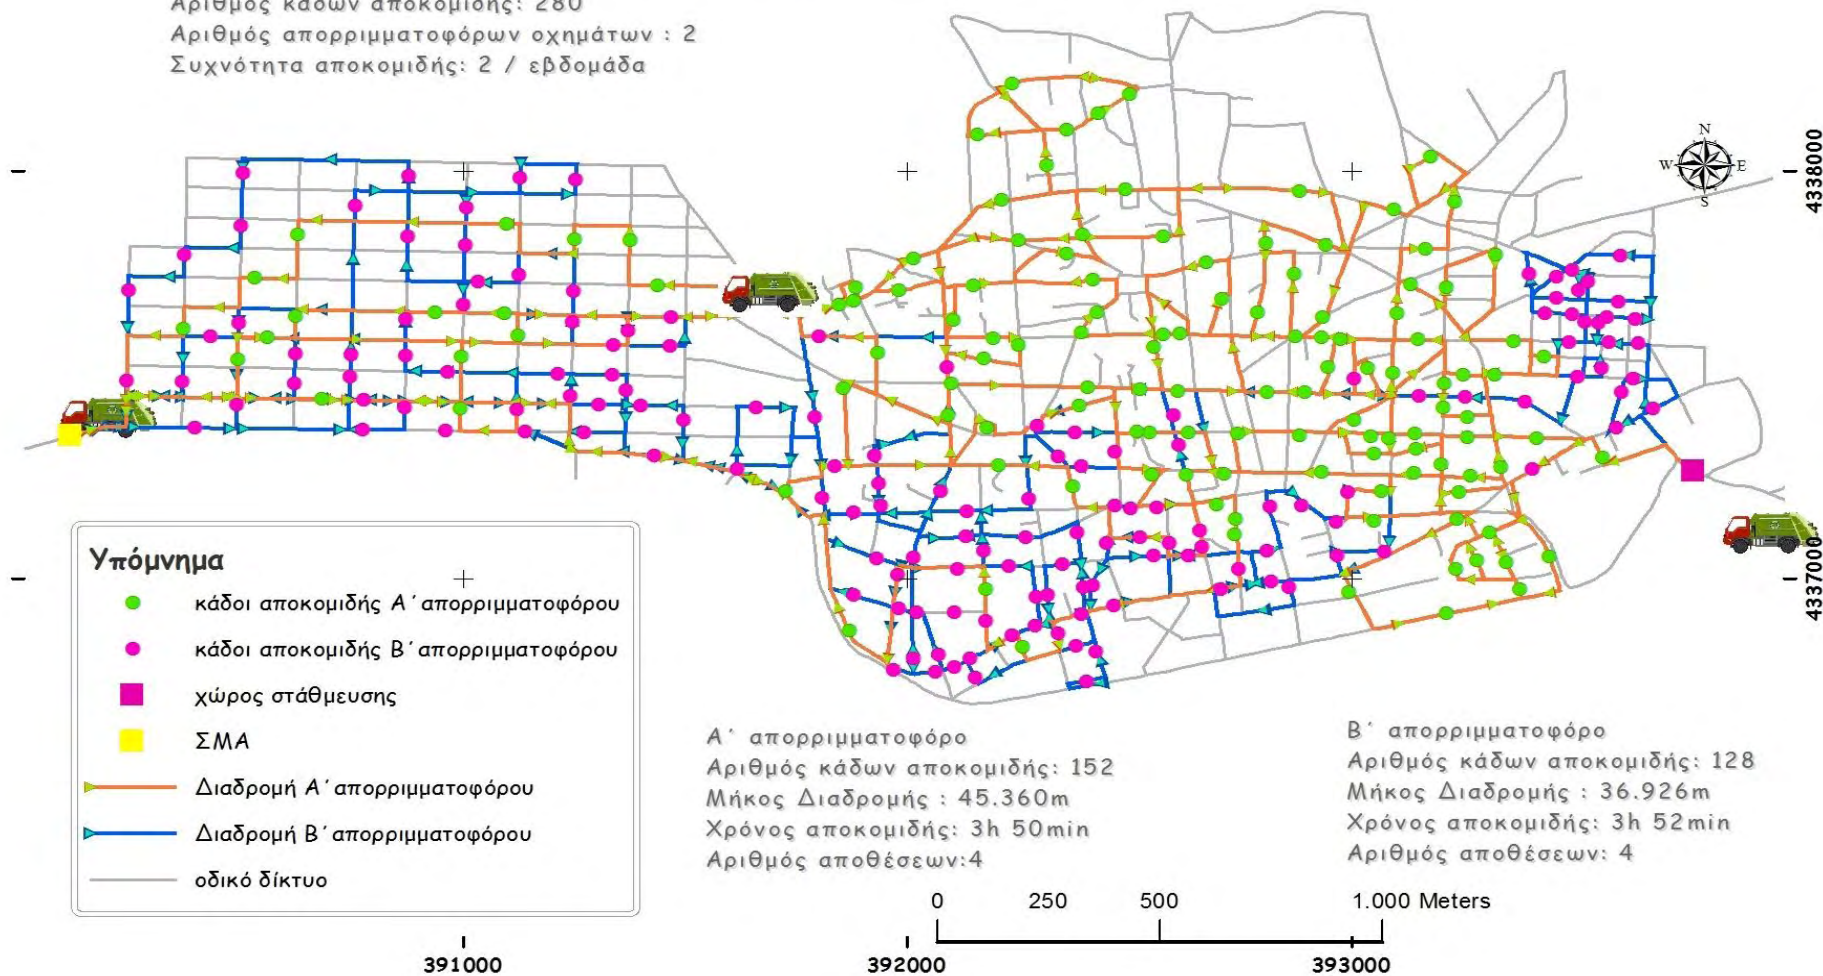 Αριθμός κάδων αποκομιδής: 280
Αριθμός απορριμματοφόρων οχημάτων : 2
Συχνότητα αποκομιδής: 2 / εβδομάδα
N
W E
S
4338000
4337000
Υπόμνημα
κάδοι αποκομιδής Α΄απορριμματοφόρου
κάδοι αποκομιδής Β΄απορριμματοφόρου
χώρος στάθμευσης
ΣΜΑ
Διαδρομή Α΄απορριμματοφόρου
Διαδρομή Β΄απορριμματοφόρου
οδικό δίκτυο
Α΄ απορριμματοφόρο
Αριθμός κάδων αποκομιδής: 152
Μήκος Διαδρομής : 45.360m
Χρόνος αποκομιδής: 3h 50min
Αριθμός αποθέσεων:4
Β΄ απορριμματοφόρο
Αριθμός κάδων αποκομιδής: 128
Μήκος Διαδρομής : 36.926m
Χρόνος αποκομιδής: 3h 52min
Αριθμός αποθέσεων: 4
0 250 500 1.000 Meters
391000 392000 393000